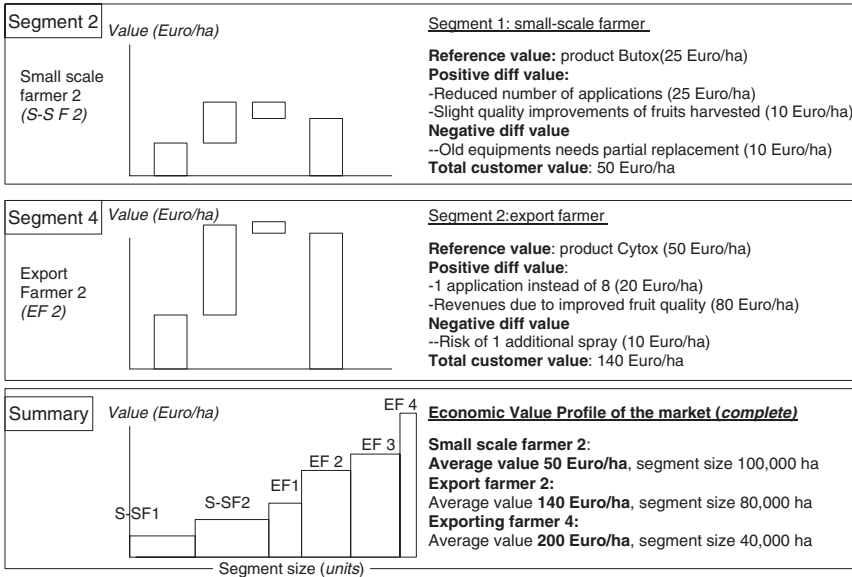 Segment 2
Value (Euro/ha)
Small scale
farmer 2
(S-S F 2)
Segment 1: small-scale farmer
Reference value: product Butox(25 Euro/ha)
Positive diff value:
-Reduced number of applications (25 Euro/ha)
-Slight quality improvements of fruits harvested (10 Euro/ha)
Negative diff value
--Old equipments needs partial replacement (10 Euro/ha)
Total customer value: 50 Euro/ha
Segment 4
Value (Euro/ha)
Export
Farmer 2
(EF 2)
Segment 2:export farmer
Reference value: product Cytox (50 Euro/ha)
Positive diff value:
-1 application instead of 8 (20 Euro/ha)
-Revenues due to improved fruit quality (80 Euro/ha)
Negative diff value
--Risk of 1 additional spray (10 Euro/ha)
Total customer value: 140 Euro/ha
Summary
Value (Euro/ha)
S-SF1
S-SF2
EF1
EF 2
EF 3
EF 4
Segment size (units)
Economic Value Profile of the market (complete)
Small scale farmer 2:
Average value 50 Euro/ha, segment size 100,000 ha
Export farmer 2:
Average value 140 Euro/ha, segment size 80,000 ha
Exporting farmer 4:
Average value 200 Euro/ha, segment size 40,000 ha